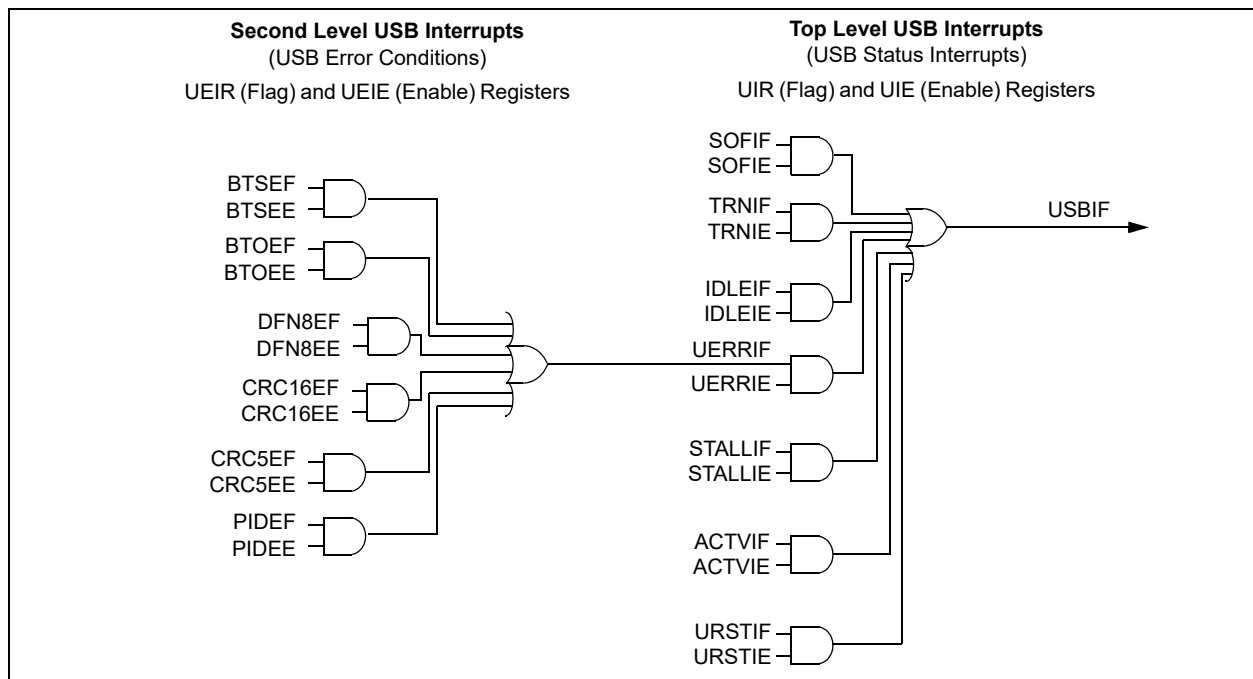 Second Level USB Interrupts
(USB Error Conditions)
UEIR (Flag) and UEIE (Enable) Registers
BTSEF
BTSEE
BTOEF
BTOEE
DFN8EF
DFN8EE
CRC16EF
CRC16EE
CRC5EF
CRC5EE
PIDEF
PIDEE
Top Level USB Interrupts
(USB Status Interrupts)
UIR (Flag) and UIE (Enable) Registers
SOFIF
SOFIE
TRNIF
TRNIE
IDLEIF
IDLEIE
UERRIF
UERRIE
STALLIF
STALLIE
ACTVIF
ACTVIE
URSTIF
URSTIE
USBIF